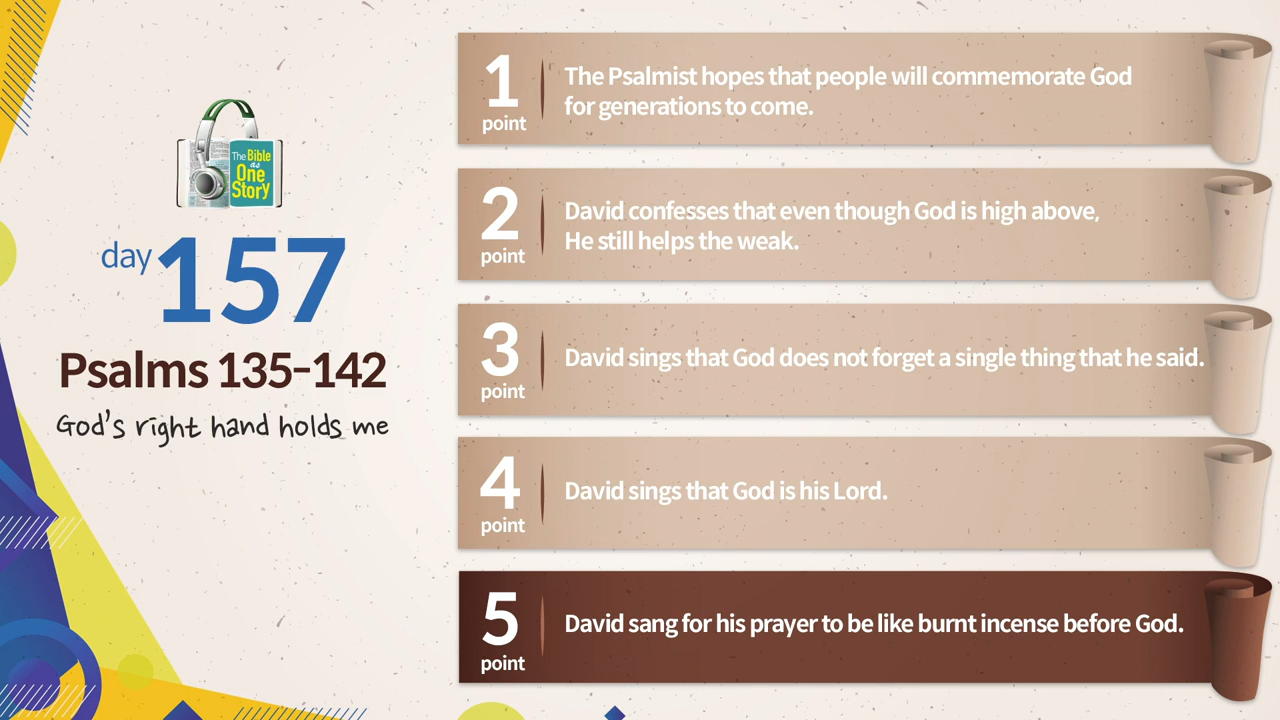 The Bible
as
One
Story
day 157
Psalms 135-142
God's right hand holds me
1
point
The Psalmist hopes that people will commemorate God
for generations to come.
2
point
David confesses that even though God is high above,
He still helps the weak.
3
point
David sings that God does not forget a single thing that he said.
4
point
David sings that God is his Lord.
5
point
David sang for his prayer to be like burnt incense before God.